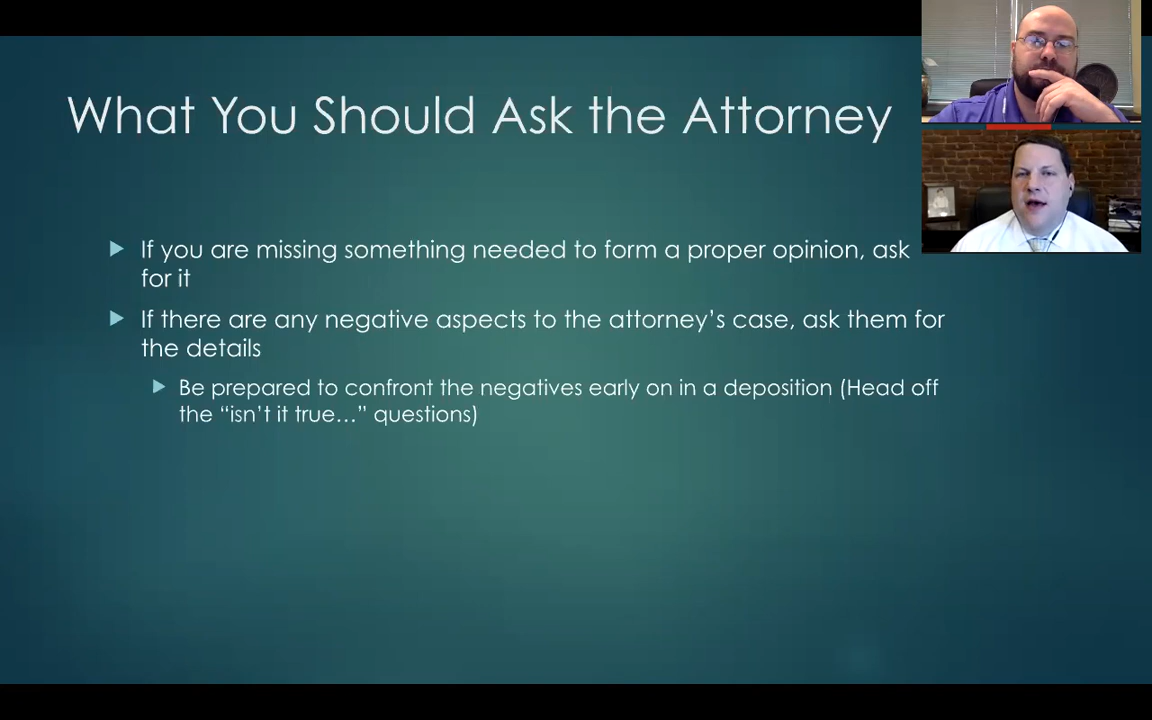 What You Should Ask the Attorney
If you are missing something needed to form a proper opinion, ask
for it
If there are any negative aspects to the attorney’s case, ask them for
the details
Be prepared to confront the negatives early on in a deposition (Head off
the “isn’t it true…” questions)